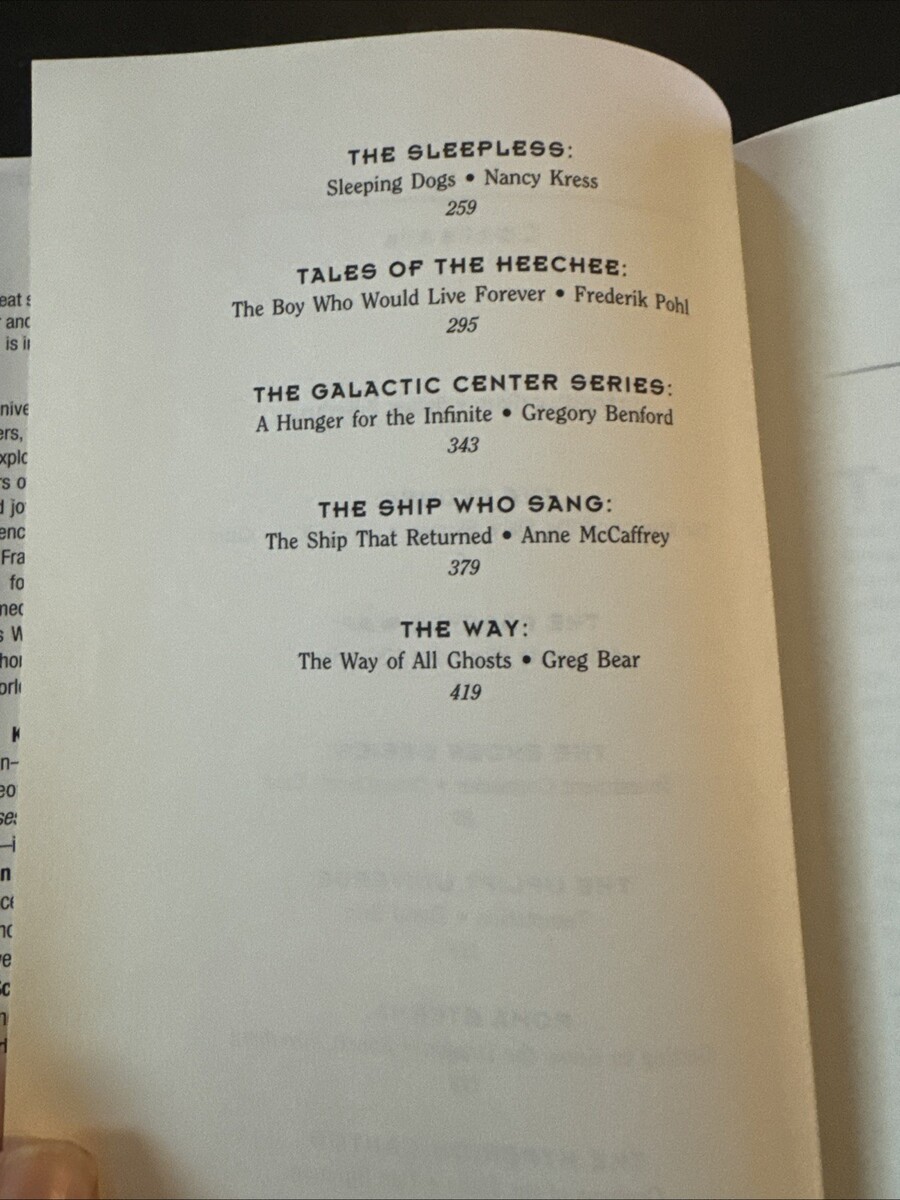 THE SLEEPLESS:
Sleeping Dogs • Nancy Kress
259
TALES OF THE HEECHEE:
The Boy Who Would Live Forever • Frederik Pohl
295
THE GALACTIC CENTER SERIES:
A Hunger for the Infinite • Gregory Benford
343
THE SHIP WHO SANG:
The Ship That Returned • Anne McCaffrey
379
THE WAY:
The Way of All Ghosts • Greg Bear
419